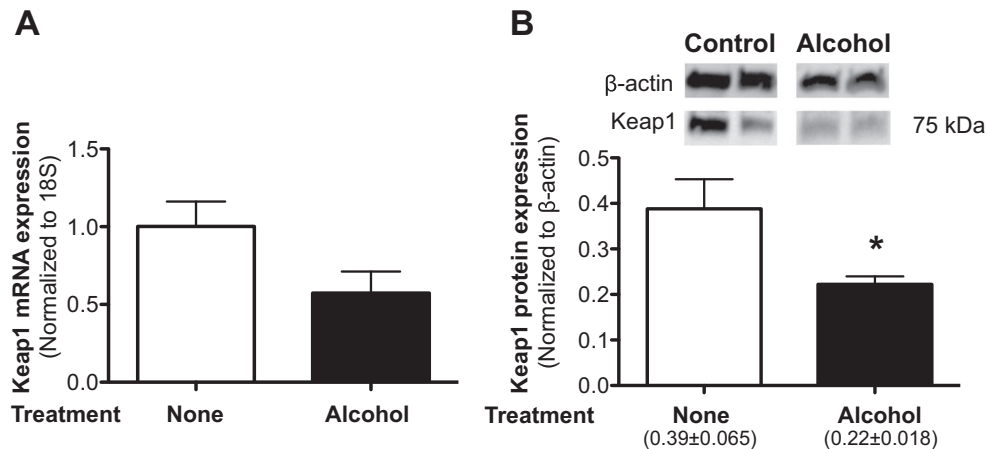 A
Keap1 mRNA expression
(Normalized to 18S)
1.5
1.0
0.5
0.0
Treatment None Alcohol
B
Control Alcohol
β-actin
Keap1 75 kDa
Keap1 protein expression
(Normalized to β-actin)
0.5
0.4
0.3
0.2
0.1
0.0
*
Treatment None Alcohol
(0.39±0.065) (0.22±0.018)